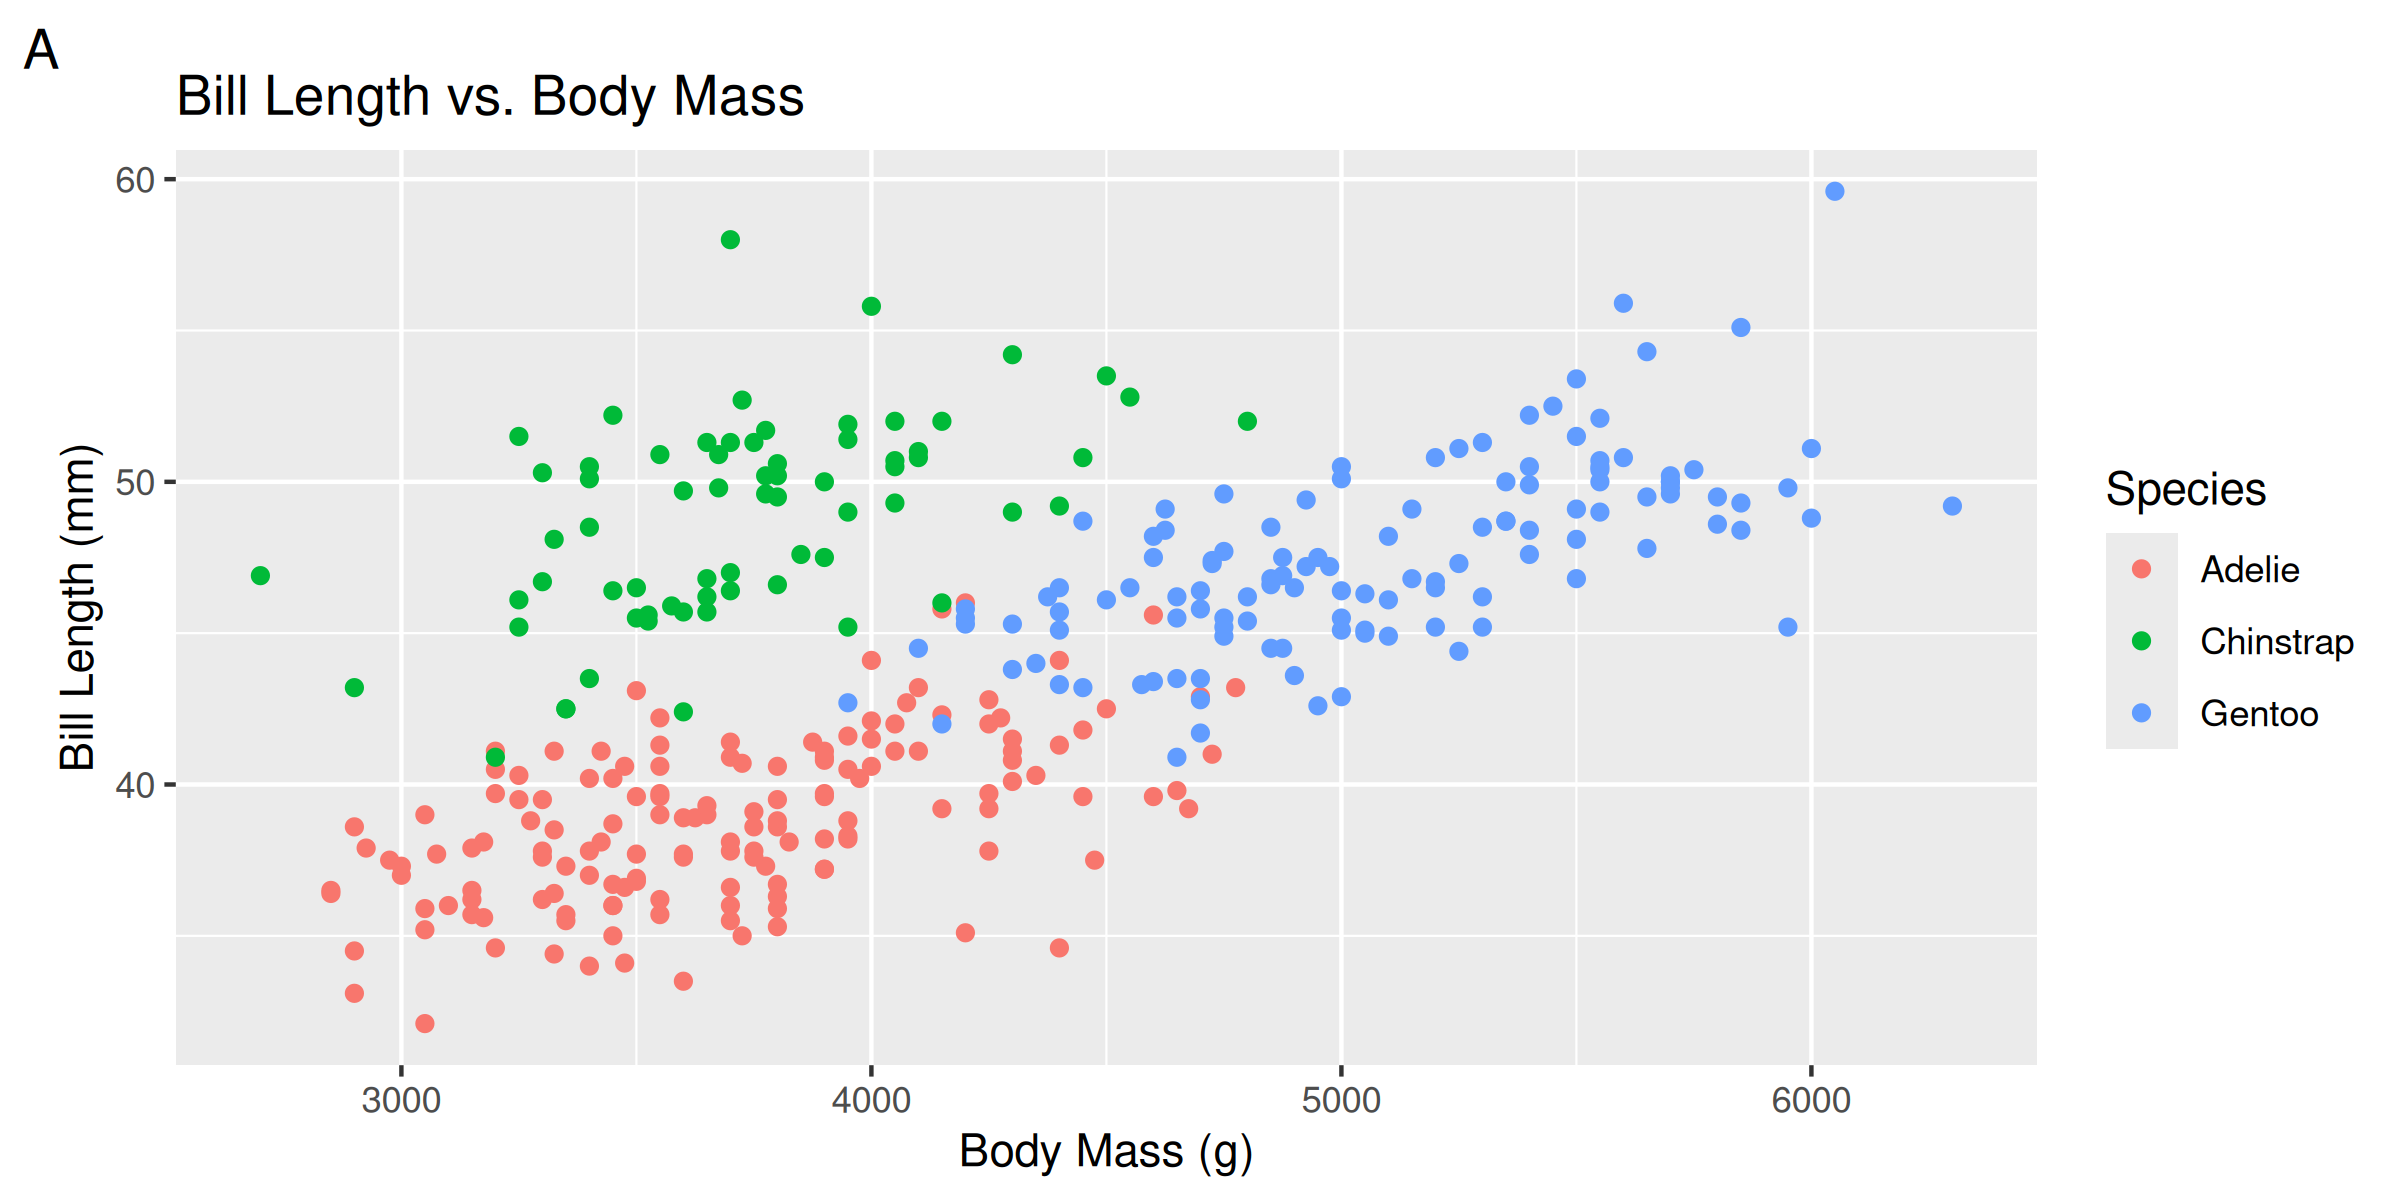 A
Bill Length vs. Body Mass
60
50
40
Bill Length (mm)
3000 4000 5000 6000
Body Mass (g)
Species
Adelie
Chinstrap
Gentoo